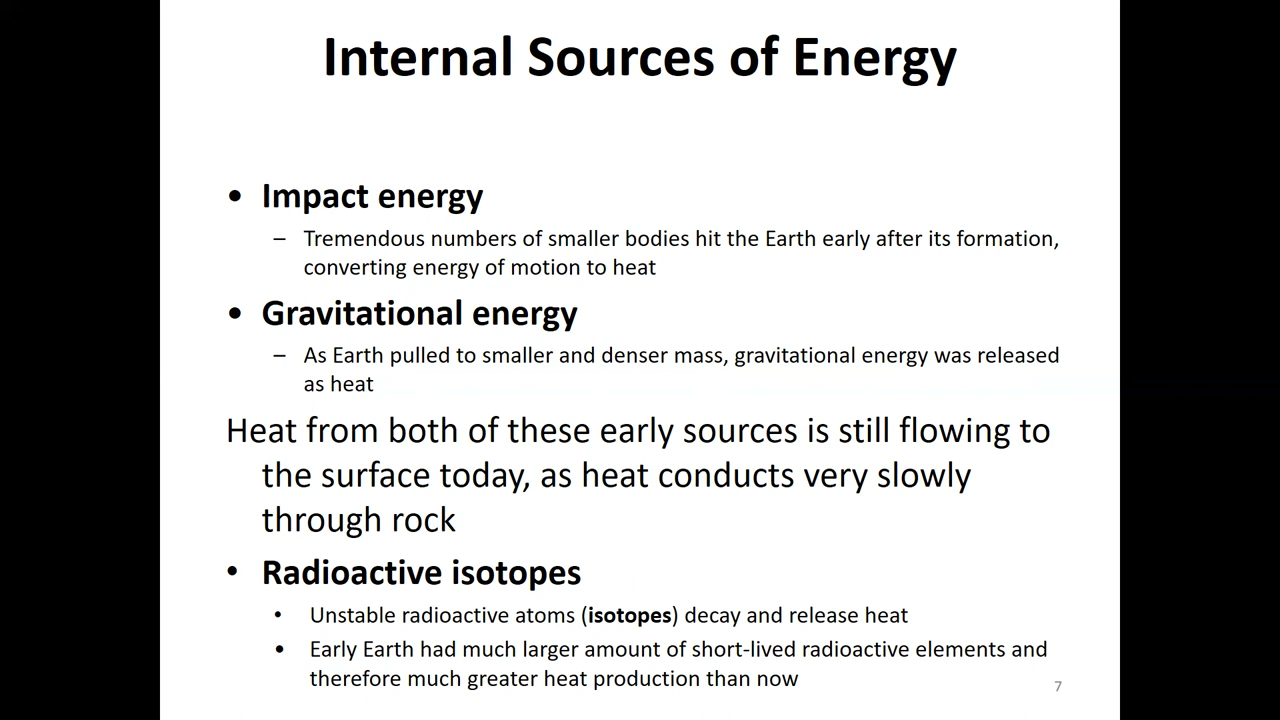 Internal Sources of Energy
• Impact energy
– Tremendous numbers of smaller bodies hit the Earth early after its formation,
converting energy of motion to heat
• Gravitational energy
– As Earth pulled to smaller and denser mass, gravitational energy was released
as heat
Heat from both of these early sources is still flowing to
the surface today, as heat conducts very slowly
through rock
• Radioactive isotopes
• Unstable radioactive atoms (isotopes) decay and release heat
• Early Earth had much larger amount of short-lived radioactive elements and
therefore much greater heat production than now
7